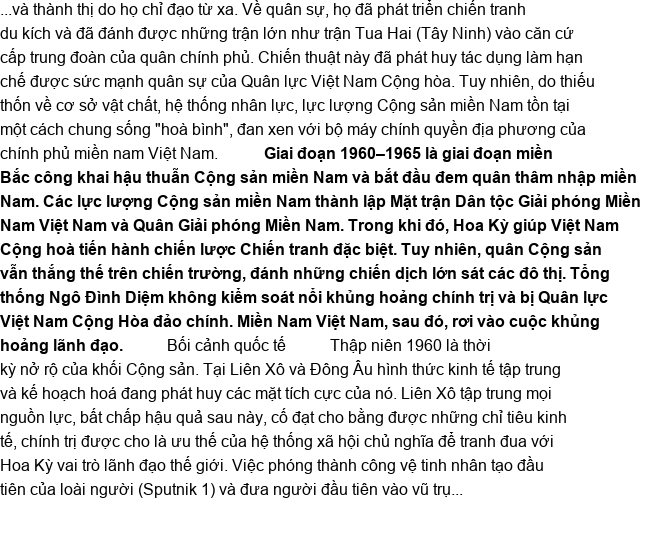 ...và thành thị do họ chỉ đạo từ xa. Về quân sự, họ đã phát triển chiến tranh
du kích và đã đánh được những trận lớn như trận Tua Hai (Tây Ninh) vào căn cứ
cấp trung đoàn của quân chính phủ. Chiến thuật này đã phát huy tác dụng làm hạn
chế được sức mạnh quân sự của Quân lực Việt Nam Cộng hòa. Tuy nhiên, do thiếu
thốn về cơ sở vật chất, hệ thống nhân lực, lực lượng Cộng sản miền Nam tồn tại
một cách chung sống "hoà bình", đan xen với bộ máy chính quyền địa phương của
chính phủ miền nam Việt Nam. Giai đoạn 1960–1965 là giai đoạn miền
Bắc công khai hậu thuẫn Cộng sản miền Nam và bắt đầu đem quân thâm nhập miền
Nam. Các lực lượng Cộng sản miền Nam thành lập Mặt trận Dân tộc Giải phóng Miền
Nam Việt Nam và Quân Giải phóng Miền Nam. Trong khi đó, Hoa Kỳ giúp Việt Nam
Cộng hoà tiến hành chiến lược Chiến tranh đặc biệt. Tuy nhiên, quân Cộng sản
vẫn thắng thế trên chiến trường, đánh những chiến dịch lớn sát các đô thị. Tổng
thống Ngô Đình Diệm không kiểm soát nổi khủng hoảng chính trị và bị Quân lực
Việt Nam Cộng Hòa đảo chính. Miền Nam Việt Nam, sau đó, rơi vào cuộc khủng
hoảng lãnh đạo. Bối cảnh quốc tế Thập niên 1960 là thời
kỳ nở rộ của khối Cộng sản. Tại Liên Xô và Đông Âu hình thức kinh tế tập trung
và kế hoạch hoá đang phát huy các mặt tích cực của nó. Liên Xô tập trung mọi
nguồn lực, bất chấp hậu quả sau này, cố đạt cho bằng được những chỉ tiêu kinh
tế, chính trị được cho là ưu thế của hệ thống xã hội chủ nghĩa để tranh đua với
Hoa Kỳ vai trò lãnh đạo thế giới. Việc phóng thành công vệ tinh nhân tạo đầu
tiên của loài người (Sputnik 1) và đưa người đầu tiên vào vũ trụ...